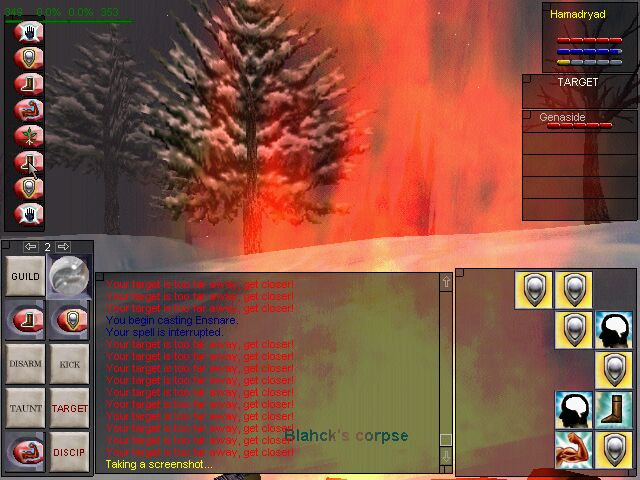 349 0.0% 0.0% 353
Hamadryad
TARGET
Genaside
2
GUILD
DISARM
KICK
TAUNT
TARGET
DISCIP
Your target is too far away, get closer!
Your target is too far away, get closer!
Your target is too far away, get closer!
You begin casting Ensnare.
Your spell is interrupted.
Your target is too far away, get closer!
Your target is too far away, get closer!
Your target is too far away, get closer!
Your target is too far away, get closer!
Your target is too far away, get closer!
Your target is too far away, get closer!
Your target is too far away, get closer!
Your target is too far away, get closer!
Your target is too far away, get closer!
Your target is too far away, get closer!
Taking a screenshot...
Blahck's corpse